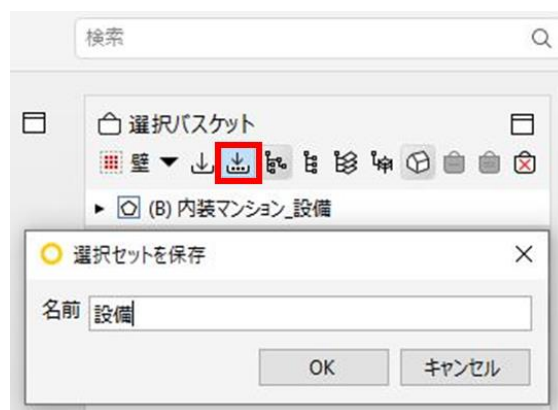 検索
選択バスケット
壁
(B) 内装マンション_設備
選択セットを保存
名前 設備
OK キャンセル